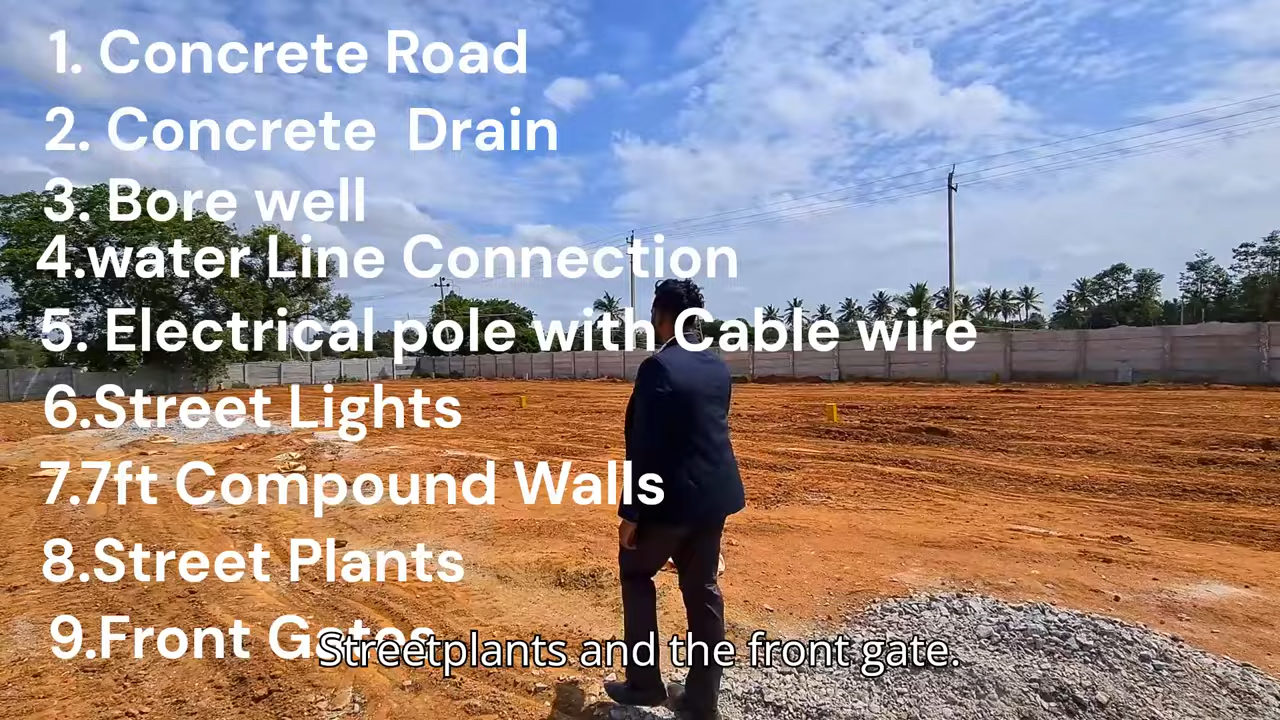 1. Concrete Road
2. Concrete Drain
3. Bore well
4.water Line Connection
5. Electrical pole with Cable wire
6.Street Lights
7.7ft Compound Walls
8.Street Plants
9.Front Gates
Streetplants and the front gate.